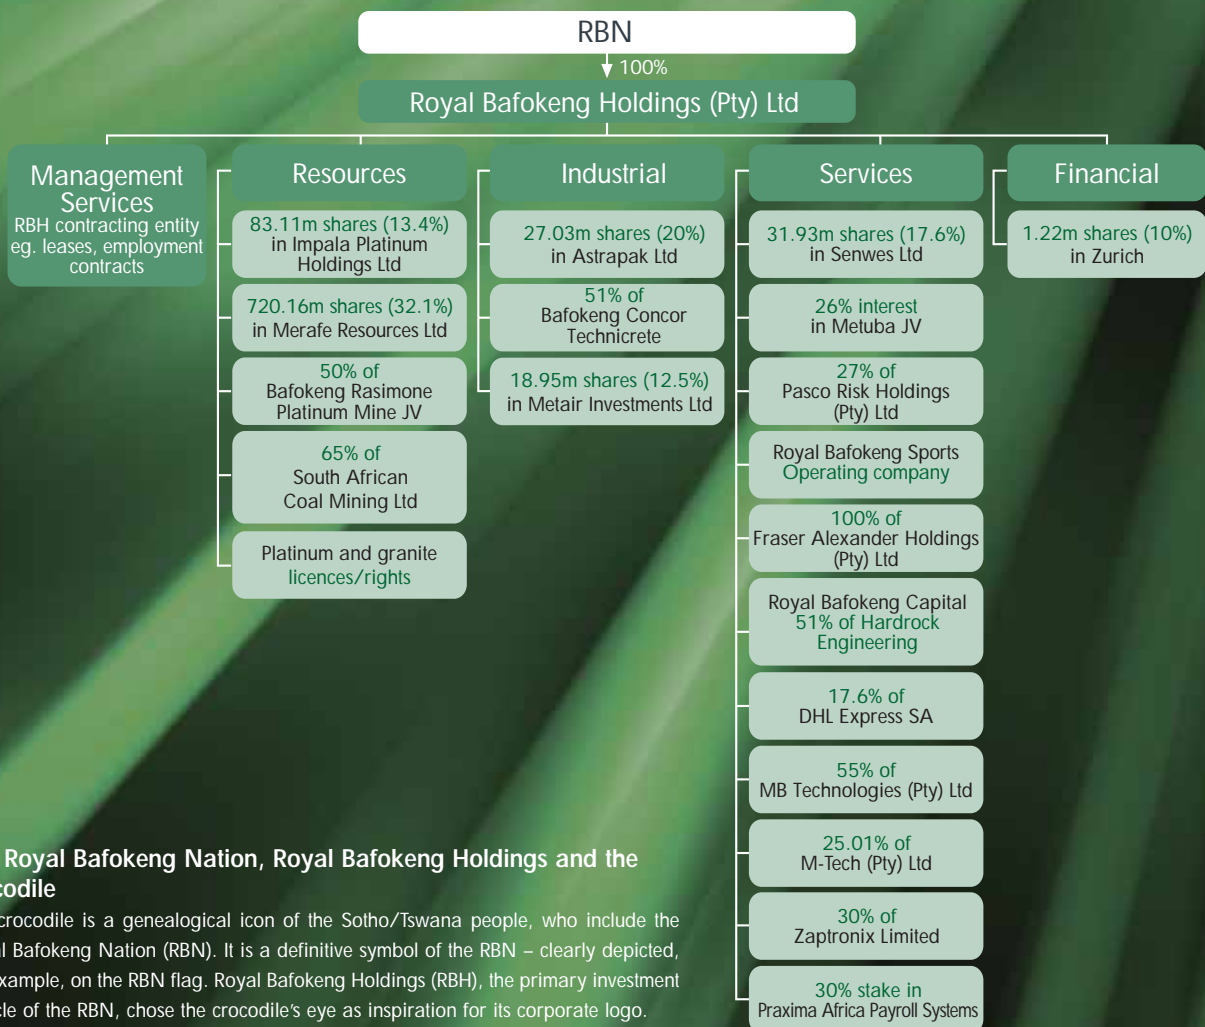 RBN
100%
Royal Bafokeng Holdings (Pty) Ltd
Management
Services
RBH contracting entity
eg. leases, employment
contracts
Resources
83.11m shares (13.4%)
in Impala Platinum
Holdings Ltd
720.16m shares (32.1%)
in Merafe Resources Ltd
50% of
Bafokeng Rasimone
Platinum Mine JV
65% of
South African
Coal Mining Ltd
Platinum and granite
licences/rights
Industrial
27.03m shares (20%)
in Astrapak Ltd
51% of
Bafokeng Concor
Technicrete
18.95m shares (12.5%)
in Metair Investments Ltd
Services
31.93m shares (17.6%)
in Senwes Ltd
26% interest
in Metuba JV
27% of
Pasco Risk Holdings
(Pty) Ltd
Royal Bafokeng Sports
Operating company
100% of
Fraser Alexander Holdings
(Pty) Ltd
Royal Bafokeng Capital
51% of Hardrock
Engineering
17.6% of
DHL Express SA
55% of
MB Technologies (Pty) Ltd
25.01% of
M-Tech (Pty) Ltd
30% of
Zaptronix Limited
30% stake in
Praxima Africa Payroll Systems
Financial
1.22m shares (10%)
in Zurich
Royal Bafokeng Nation, Royal Bafokeng Holdings and the
codile
crocodile is a genealogical icon of the Sotho/Tswana people, who include the
al Bafokeng Nation (RBN). It is a definitive symbol of the RBN – clearly depicted,
example, on the RBN flag. Royal Bafokeng Holdings (RBH), the primary investment
cle of the RBN, chose the crocodile's eye as inspiration for its corporate logo.